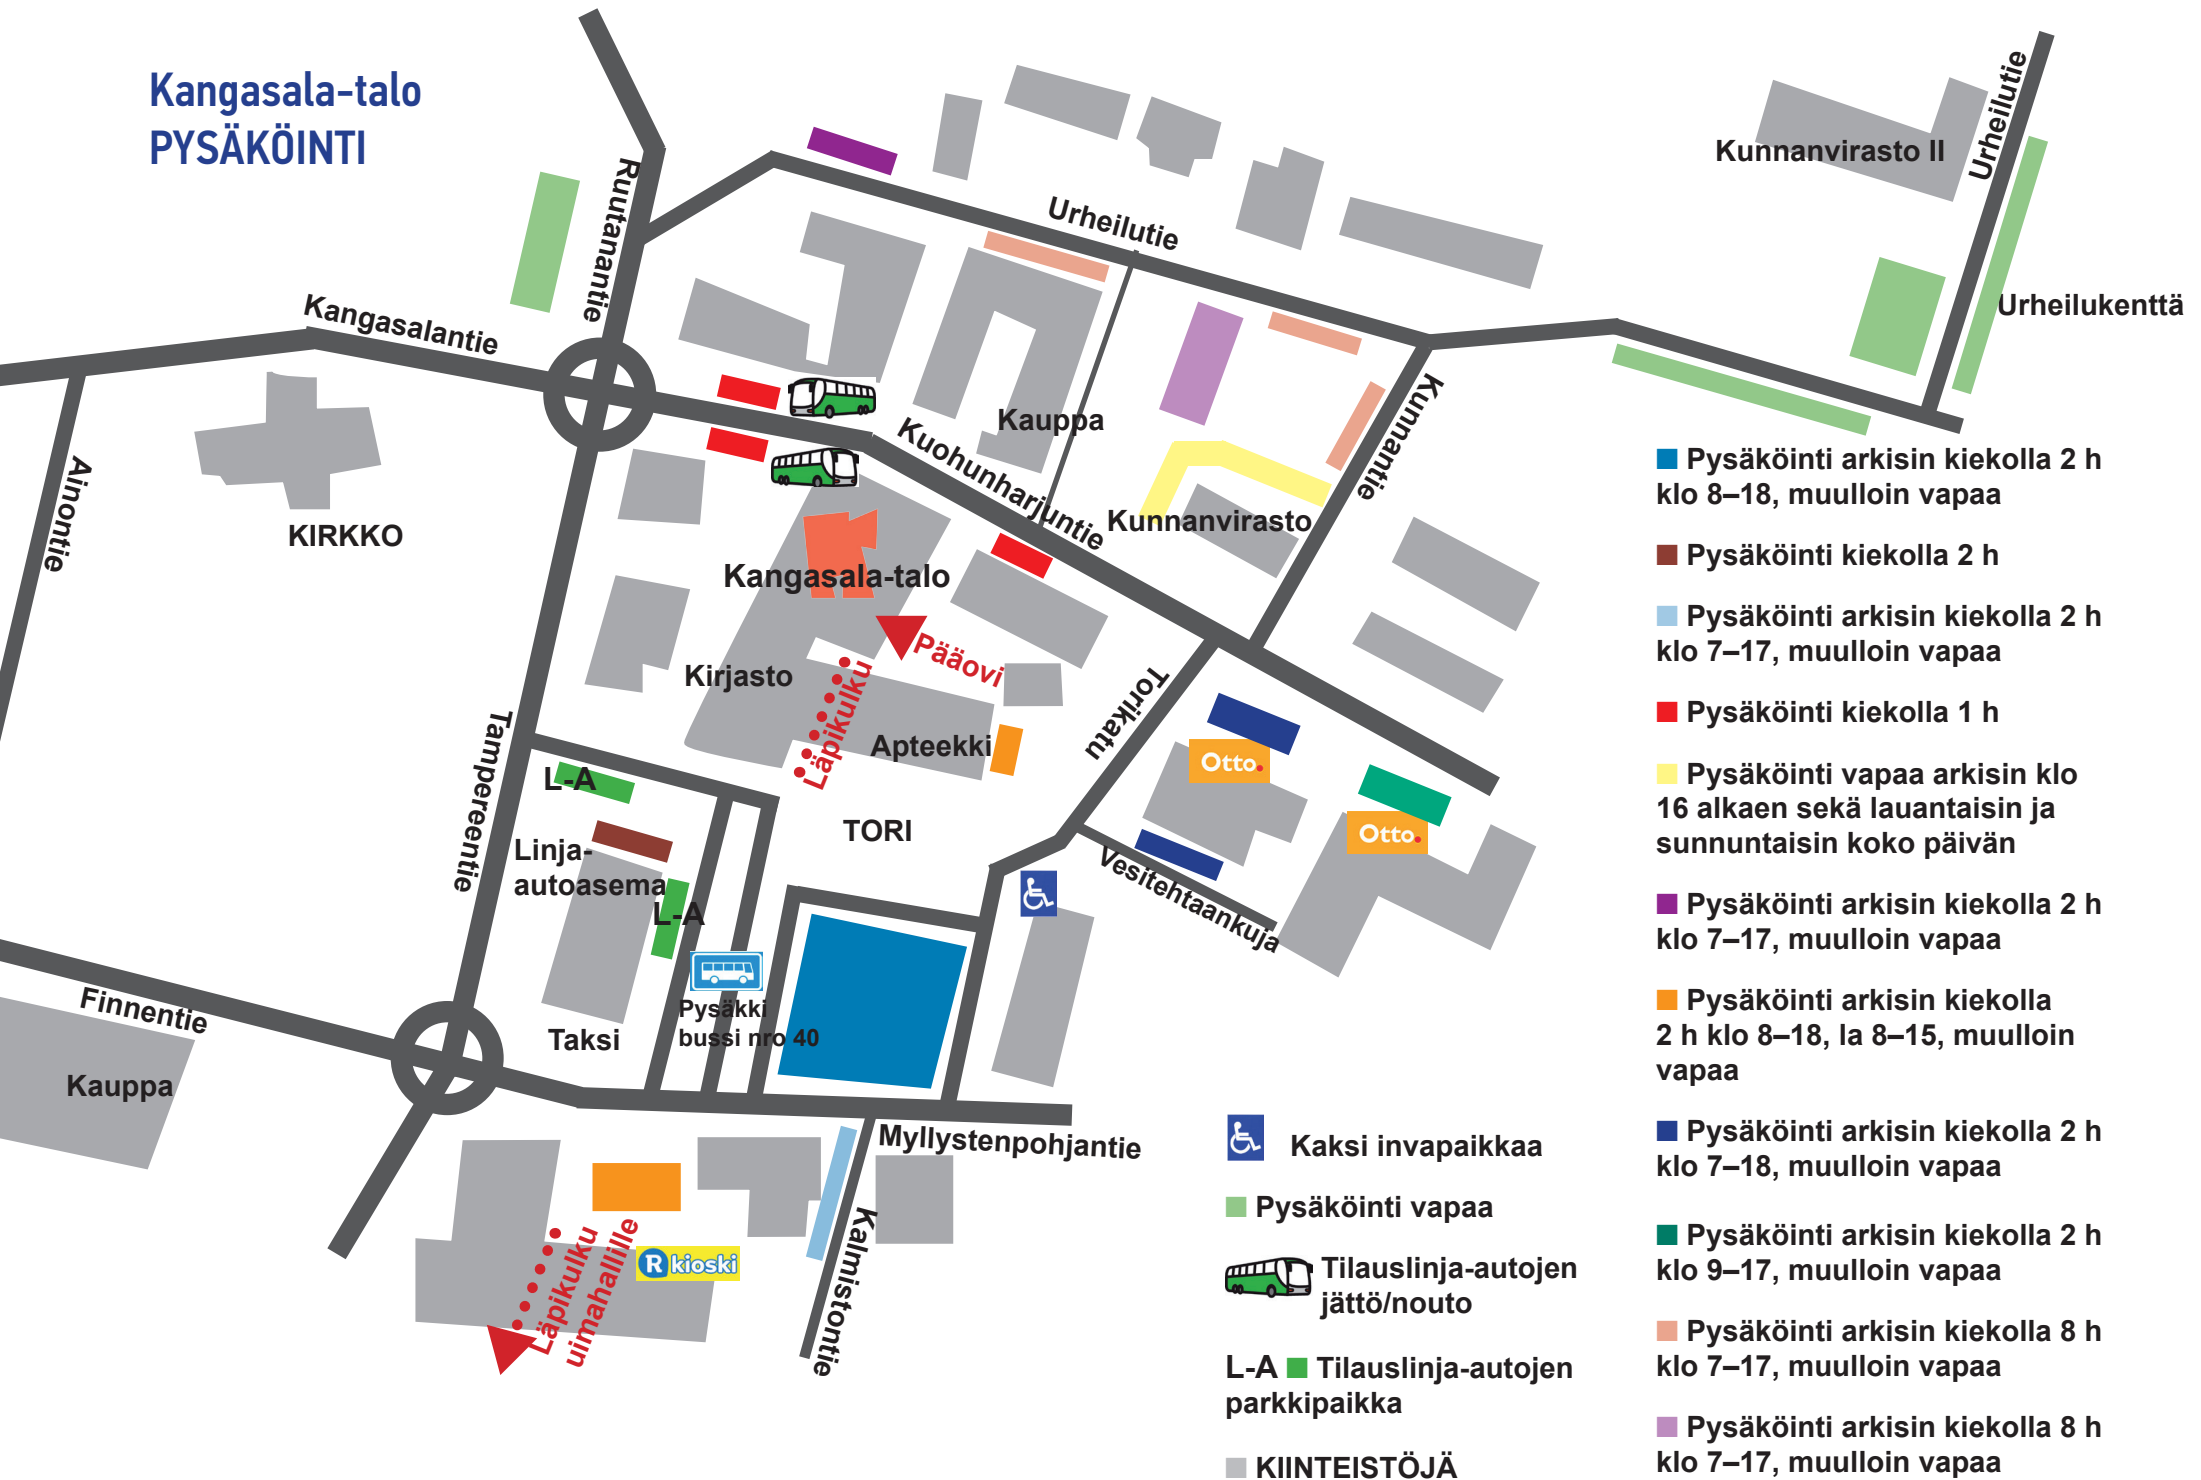 Kangasala-talo
PYSÄKÖINTI
Ruutanantie
Kangasalantie
Urheilutie
Kunnanvirasto II
Urheilutie
Urheilukenttä
Ainontie
KIRKKO
Kauppa
Kuohunharjuntie
Kunnantie
Kunnanvirasto
Kangasala-talo
Pääovi
Kirjasto
Läpikulku
Apteekki
Torikatu
Tampereentie
L-A
TORI
Otto.
Otto.
Linja-
autoasema
L-A
Vesitehtaankuja
Pysäkki
bussi nro 40
Taksi
Finnentie
Kauppa
Myllystenpohjantie
Kalmistontie
R kioski
Läpikulku
uimahallille
Kaksi invapaikkaa
Pysäköinti vapaa
Tilauslinja-autojen
jättö/nouto
L-A Tilauslinja-autojen
parkkipaikka
KIINTEISTÖJÄ
Pysäköinti arkisin kiekolla 2 h
klo 8–18, muulloin vapaa
Pysäköinti kiekolla 2 h
Pysäköinti arkisin kiekolla 2 h
klo 7–17, muulloin vapaa
Pysäköinti kiekolla 1 h
Pysäköinti vapaa arkisin klo
16 alkaen sekä lauantaisin ja
sunnuntaisin koko päivän
Pysäköinti arkisin kiekolla 2 h
klo 7–17, muulloin vapaa
Pysäköinti arkisin kiekolla
2 h klo 8–18, la 8–15, muulloin
vapaa
Pysäköinti arkisin kiekolla 2 h
klo 7–18, muulloin vapaa
Pysäköinti arkisin kiekolla 2 h
klo 9–17, muulloin vapaa
Pysäköinti arkisin kiekolla 8 h
klo 7–17, muulloin vapaa
Pysäköinti arkisin kiekolla 8 h
klo 7–17, muulloin vapaa